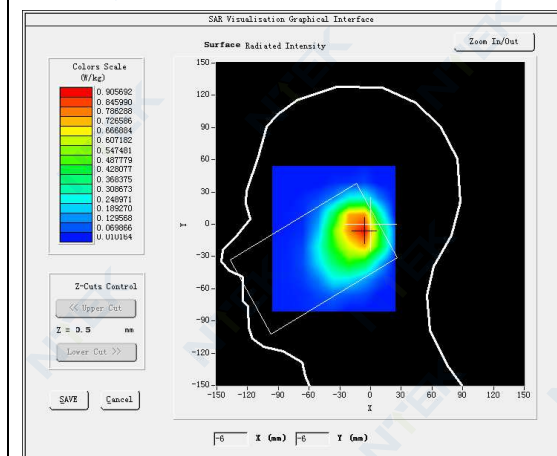 SAR Visualisation Graphical Interface
Surface Radiated Intensity
Zoom In/Out
Colors Scale
(W/kg)
0.905692
0.845990
0.786288
0.726586
0.666884
0.607182
0.547481
0.487779
0.428077
0.368375
0.308673
0.248971
0.189270
0.129568
0.069866
0.010164
150
120
90
60
30
0
-30
-60
-90
-120
-150
Y
-150 -120 -90 -60 -30 0 30 60 90 120 150
X
Z-Cuts Control
<< Upper Cut
Z = 0.5 mm
Lower Cut >>
SAVE Cancel
-6 X (mm) -6 Y (mm)
NTEK